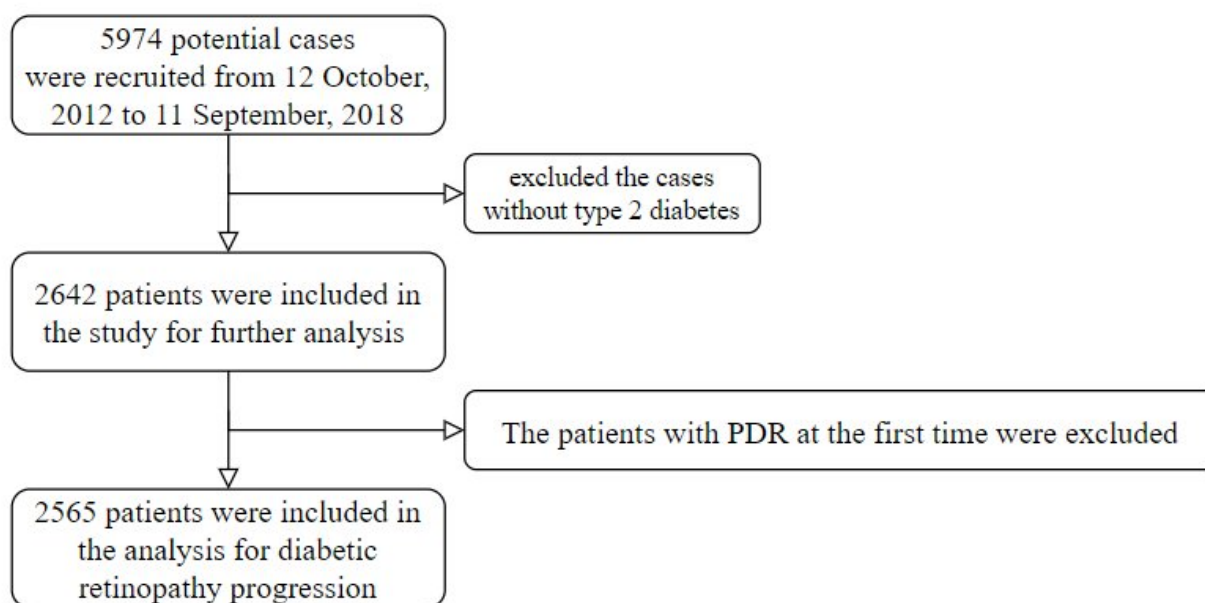 5974 potential cases
were recruited from 12 October,
2012 to 11 September, 2018
excluded the cases
without type 2 diabetes
2642 patients were included in
the study for further analysis
The patients with PDR at the first time were excluded
2565 patients were included in
the analysis for diabetic
retinopathy progression